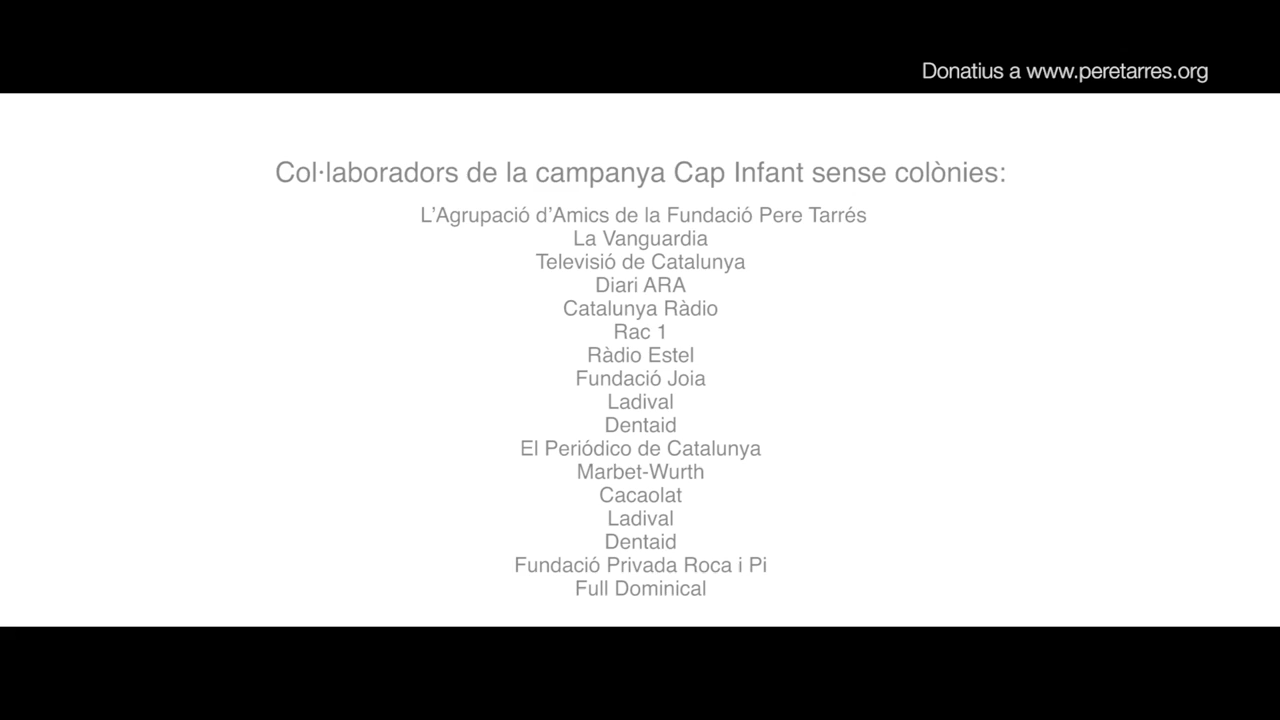 Donatius a www.peretarres.org
Col·laboradors de la campanya Cap Infant sense colònies:
L’Agrupació d’Amics de la Fundació Pere Tarrés
La Vanguardia
Televisió de Catalunya
Diari ARA
Catalunya Ràdio
Rac 1
Ràdio Estel
Fundació Joia
Ladival
Dentaid
El Periódico de Catalunya
Marbet-Wurth
Cacaolat
Ladival
Dentaid
Fundació Privada Roca i Pi
Full Dominical